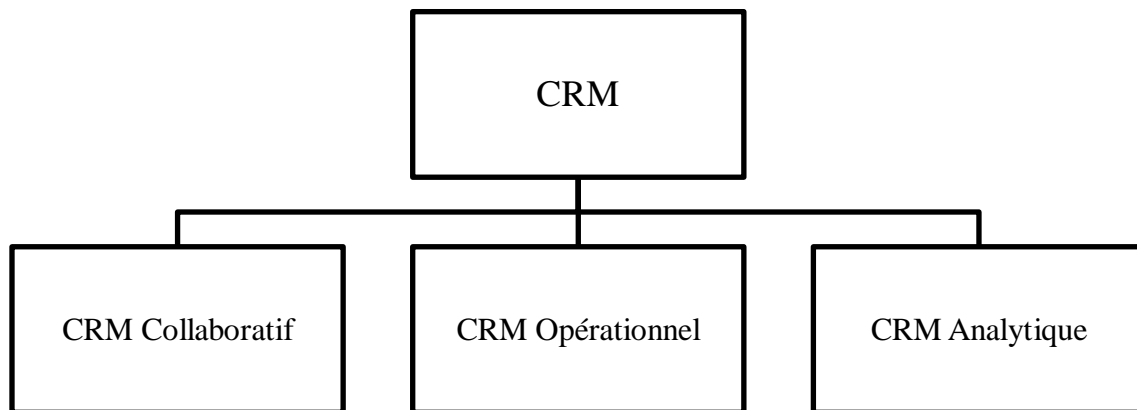 CRM
CRM Collaboratif
CRM Opérationnel
CRM Analytique